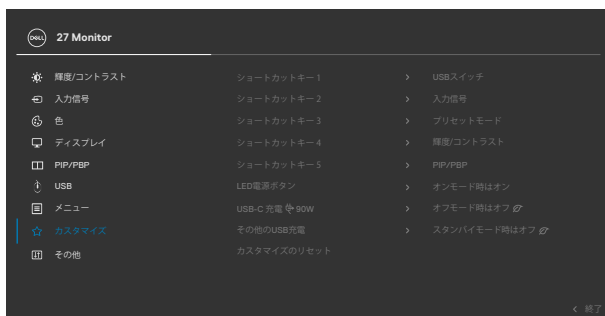 DELL 27 Monitor
輝度/コントラスト ショートカットキー 1 > USBスイッチ
入力信号 ショートカットキー 2 > 入力信号
色 ショートカットキー 3 > プリセットモード
ディスプレイ ショートカットキー 4 > 輝度/コントラスト
PIP/PBP ショートカットキー 5 > PIP/PBP
USB LED電源ボタン > オンモード時はオン
メニュー USB-C 充電 90W > オフモード時はオフ
カスタマイズ その他のUSB充電 > スタンバイモード時はオフ
その他 カスタマイズのリセット
< 終了